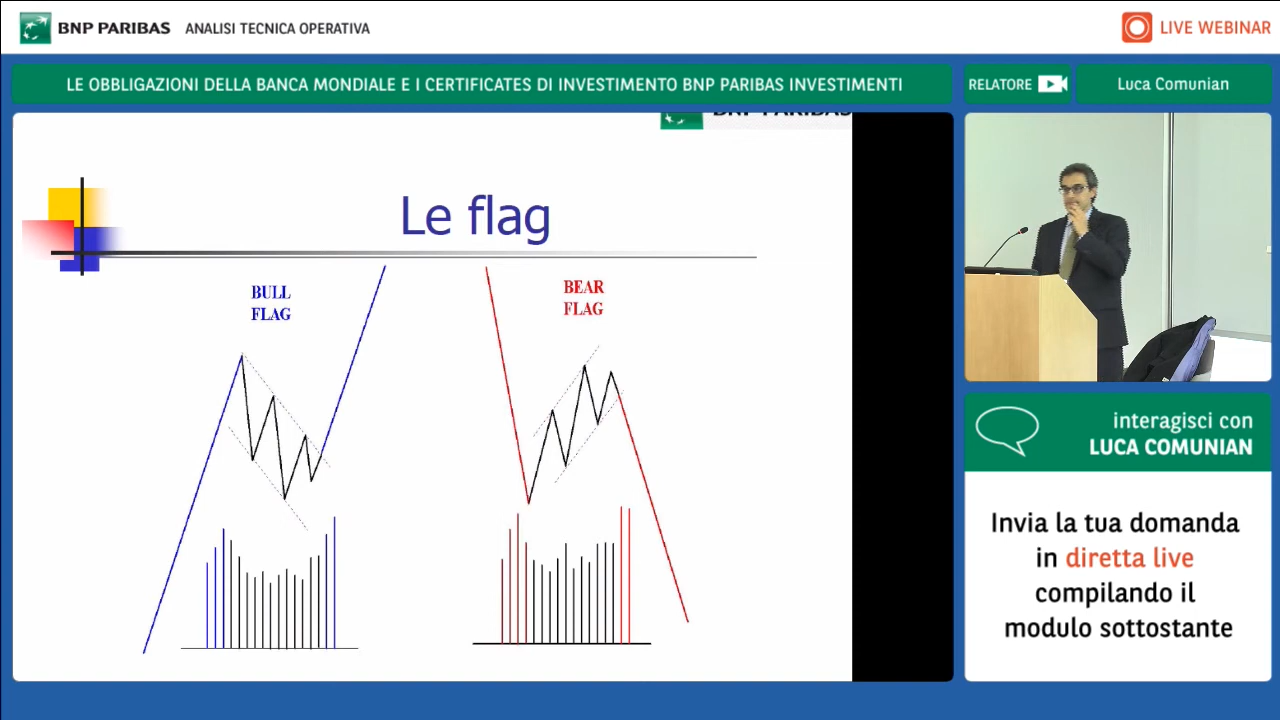 BNP PARIBAS ANALISI TECNICA OPERATIVA
LIVE WEBINAR
LE OBBLIGAZIONI DELLA BANCA MONDIALE E I CERTIFICATES DI INVESTIMENTO BNP PARIBAS INVESTIMENTI
RELATORE
Luca Comunian
BNP PARIBAS
Le flag
BULL
FLAG
BEAR
FLAG
interagisci con
LUCA COMUNIAN
Invia la tua domanda
in diretta live
compilando il
modulo sottostante